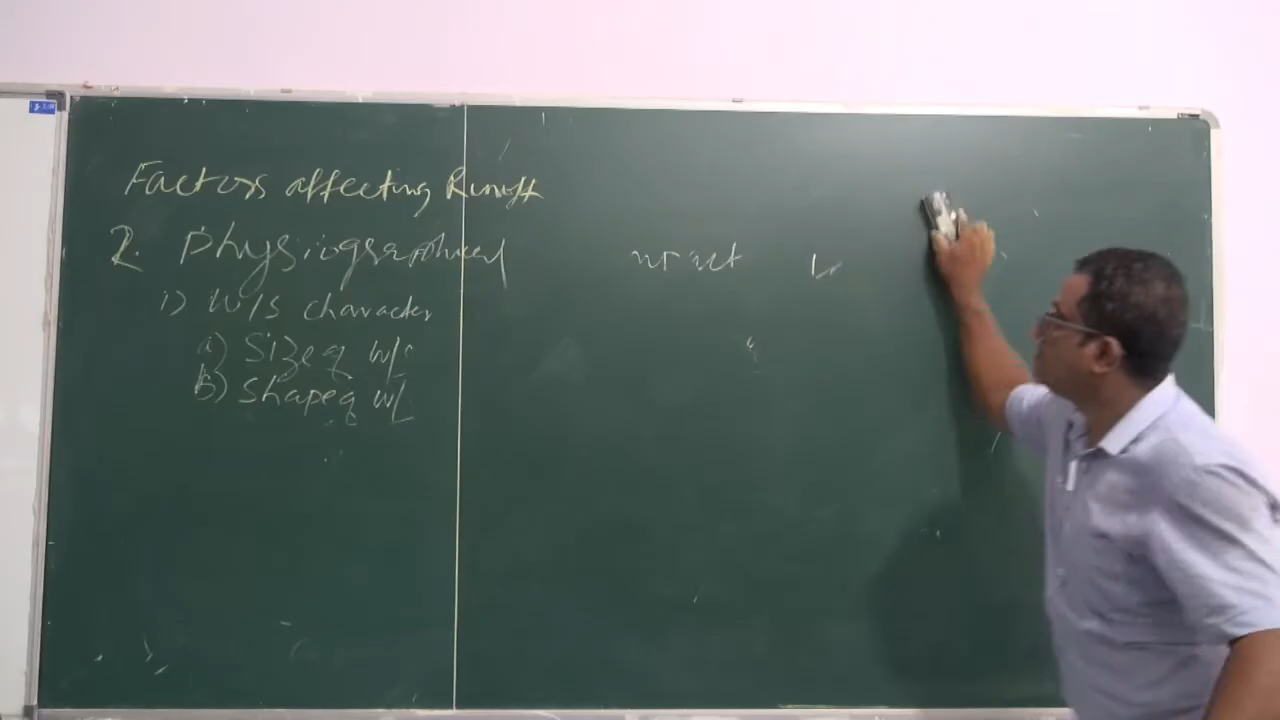 Factors affecting Runoff
2. Physiographical
i) W/S character
a) Size of W/S
b) Shape of W/